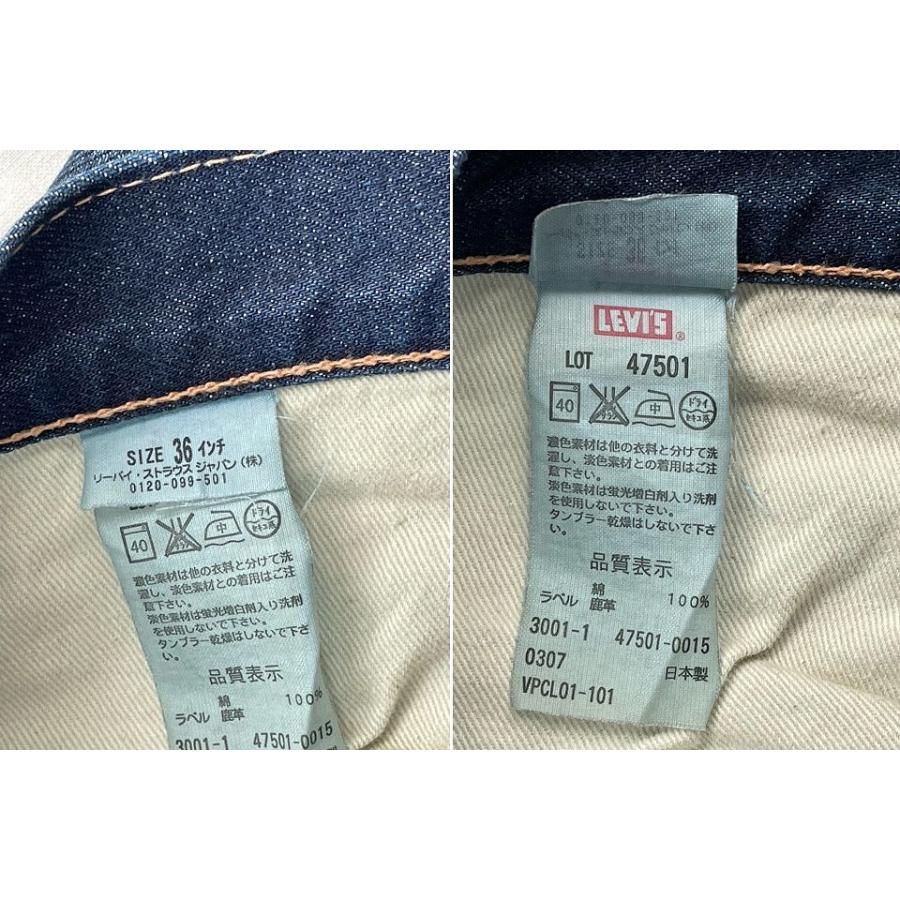 SIZE 36 インチ
リーバイ・ストラウス ジャパン(株)
0120-099-501
40 中 ドライ
セキユ系
濃色素材は他の衣料と分けて洗
濯し、淡色素材との着用はご注
意下さい。
淡色素材は蛍光増白剤入り洗剤
を使用しないで下さい。
タンブラー乾燥はしないで下さ
い。
品質表示
綿 100%
ラベル 鹿革
3001-1 47501-0015
LEVI'S®
LOT 47501
40 中 ドライ
セキユ系
濃色素材は他の衣料と分けて洗
濯し、淡色素材との着用はご注
意下さい。
淡色素材は蛍光増白剤入り洗剤
を使用しないで下さい。
タンブラー乾燥はしないで下さ
い。
品質表示
綿 100%
ラベル 鹿革
3001-1 47501-0015
0307 日本製
VPCL01-101